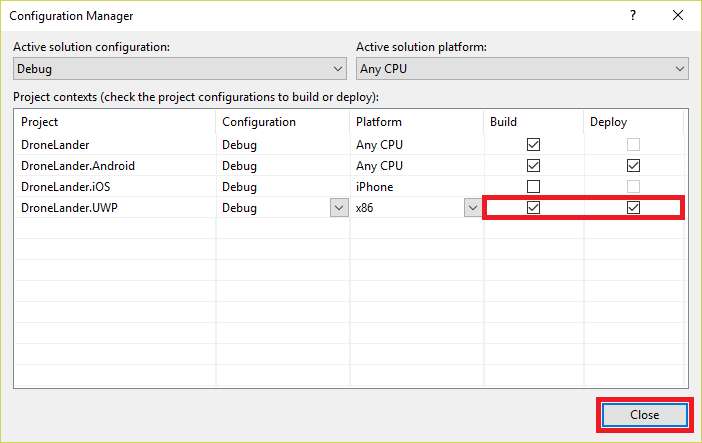 Configuration Manager
Active solution configuration: Active solution platform:
Debug Any CPU
Project contexts (check the project configurations to build or deploy):
Project Configuration Platform Build Deploy
DroneLander Debug Any CPU
DroneLander.Android Debug Any CPU
DroneLander.iOS Debug iPhone
DroneLander.UWP Debug x86
Close